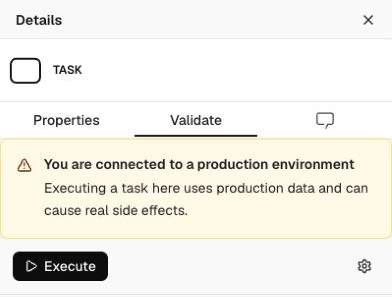 Details
TASK
Properties
Validate
You are connected to a production environment
Executing a task here uses production data and can
cause real side effects.
Execute